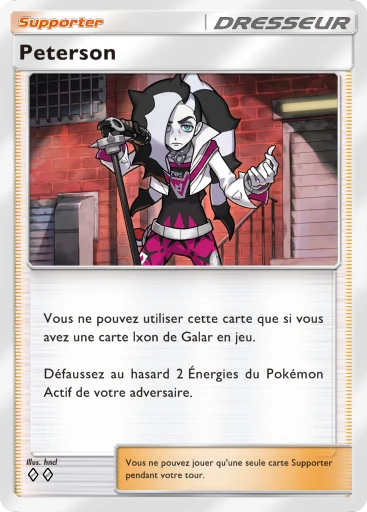 Supporter
DRESSEUR
Peterson
Vous ne pouvez utiliser cette carte que si vous
avez une carte Ixon de Galar en jeu.
Défaussez au hasard 2 Énergies du Pokémon
Actif de votre adversaire.
Illus. hncl
Vous ne pouvez jouer qu'une seule carte Supporter
pendant votre tour.